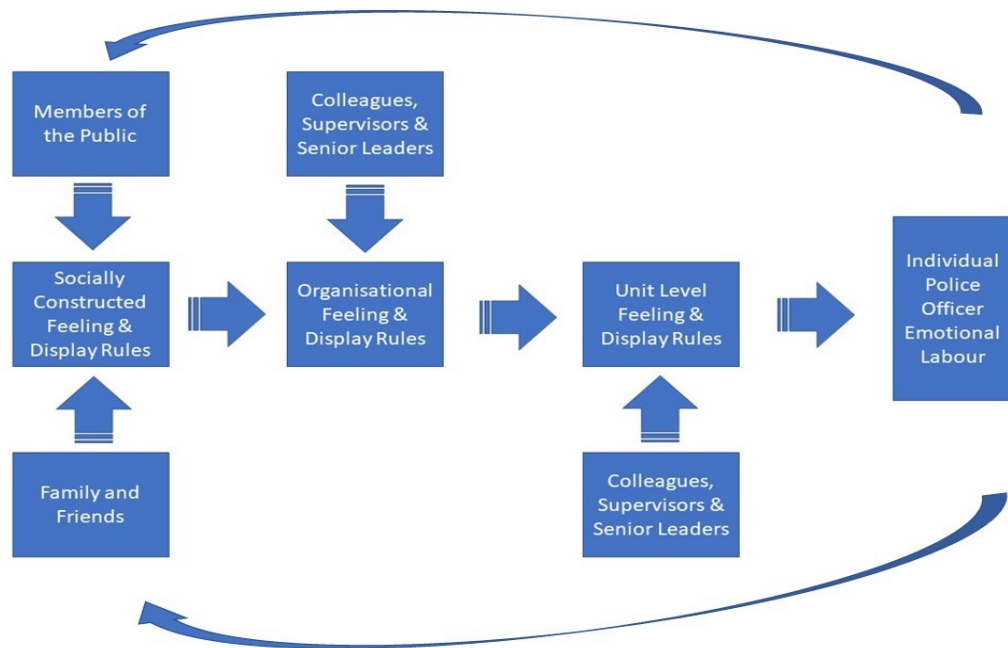 Members of
the Public
Colleagues,
Supervisors &
Senior Leaders
Socially
Constructed
Feeling &
Display Rules
Organisational
Feeling &
Display Rules
Unit Level
Feeling &
Display Rules
Individual
Police
Officer
Emotional
Labour
Family and
Friends
Colleagues,
Supervisors &
Senior Leaders